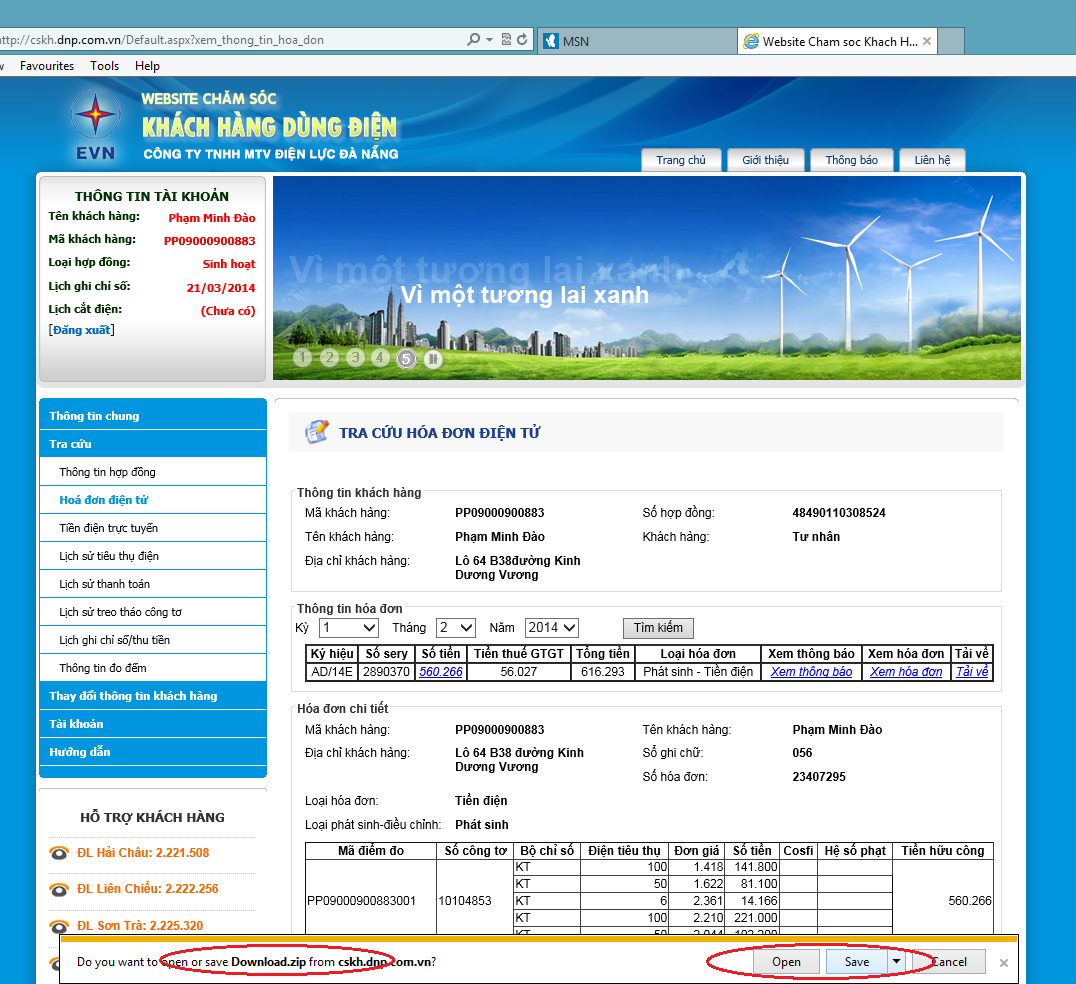 ttp://cskh.dnp.com.vn/Default.aspx?xem_thong_tin_hoa_don
MSN
Website Cham soc Khach H...
Favourites Tools Help
EVN
WEBSITE CHĂM SÓC
KHÁCH HÀNG DÙNG ĐIỆN
CÔNG TY TNHH MTV ĐIỆN LỰC ĐÀ NẴNG
Trang chủ Giới thiệu Thông báo Liên hệ
THÔNG TIN TÀI KHOẢN
Tên khách hàng: Phạm Minh Đào
Mã khách hàng: PP09000900883
Loại hợp đồng: Sinh hoạt
Lịch ghi chỉ số: 21/03/2014
Lịch cắt điện: (Chưa có)
[Đăng xuất]
Vì một tương lai xanh
Vì một tương lai xanh
1 2 3 4 5
Thông tin chung
Tra cứu
Thông tin hợp đồng
Hoá đơn điện tử
Tiền điện trực tuyến
Lịch sử tiêu thụ điện
Lịch sử thanh toán
Lịch sử treo tháo công tơ
Lịch ghi chỉ số/thu tiền
Thông tin đo đếm
Thay đổi thông tin khách hàng
Tài khoản
Hướng dẫn
HỖ TRỢ KHÁCH HÀNG
ĐL Hải Châu: 2.221.508
ĐL Liên Chiểu: 2.222.256
ĐL Sơn Trà: 2.225.320
TRA CỨU HÓA ĐƠN ĐIỆN TỬ
Thông tin khách hàng
Mã khách hàng: PP09000900883 Số hợp đồng: 48490110308524
Tên khách hàng: Phạm Minh Đào Khách hàng: Tư nhân
Địa chỉ khách hàng: Lô 64 B38đường Kinh
Dương Vương
Thông tin hóa đơn
Kỳ 1 Tháng 2 Năm 2014 Tìm kiếm
Ký hiệu Số sery Số tiền Tiền thuế GTGT Tổng tiền Loại hóa đơn Xem thông báo Xem hóa đơn Tải về
AD/14E 2890370 560.266 56.027 616.293 Phát sinh - Tiền điện Xem thông báo Xem hóa đơn Tải về
Hóa đơn chi tiết
Mã khách hàng: PP09000900883 Tên khách hàng: Phạm Minh Đào
Địa chỉ khách hàng: Lô 64 B38 đường Kinh Số ghi chữ: 056
Dương Vương
Số hóa đơn: 23407295
Loại hóa đơn: Tiền điện
Loại phát sinh-điều chỉnh: Phát sinh
Mã điểm đo Số công tơ Bộ chỉ số Điện tiêu thụ Đơn giá Số tiền Cosfi Hệ số phạt Tiền hữu công
KT 100 1.418 141.800
KT 50 1.622 81.100
PP09000900883001 10104853 KT 6 2.361 14.166 560.266
KT 100 2.210 221.000
KT 50
Do you want to open or save Download.zip from cskh.dnp.com.vn?
Open Save Cancel